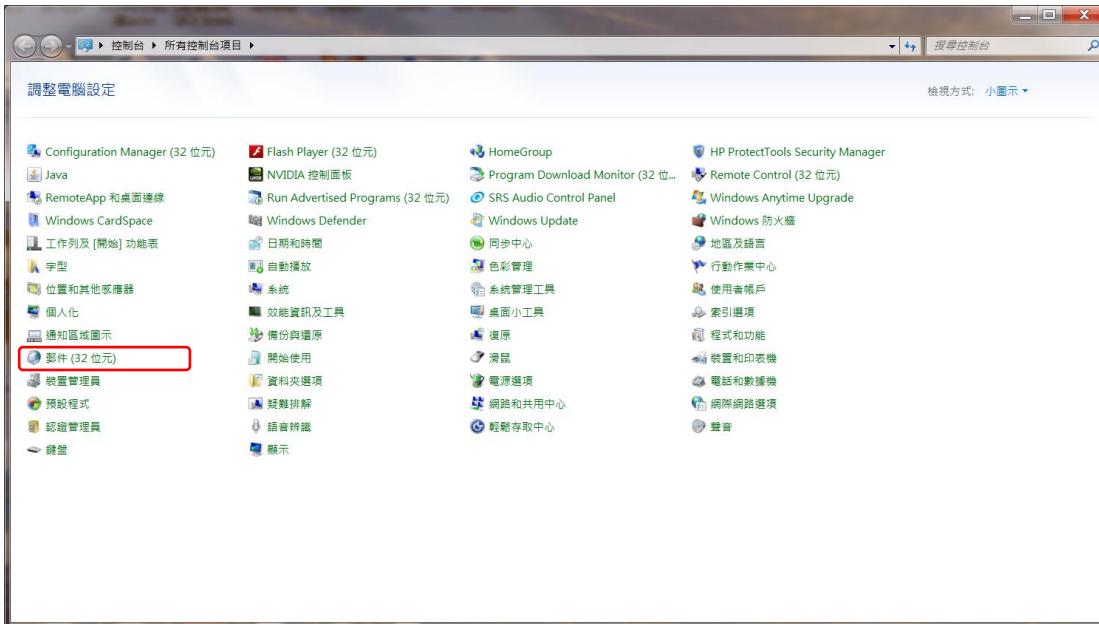 控制台 ▸ 所有控制台項目 ▸
搜尋控制台
調整電腦設定
檢視方式: 小圖示
Configuration Manager (32 位元) Flash Player (32 位元) HomeGroup HP ProtectTools Security Manager
Java NVIDIA 控制面板 Program Download Monitor (32 位... Remote Control (32 位元)
RemoteApp 和桌面連線 Run Advertised Programs (32 位元) SRS Audio Control Panel Windows Anytime Upgrade
Windows CardSpace Windows Defender Windows Update Windows 防火牆
工作列及 [開始] 功能表 日期和時間 同步中心 地區及語言
字型 自動播放 色彩管理 行動作業中心
位置和其他感應器 系統 系統管理工具 使用者帳戶
個人化 效能資訊及工具 桌面小工具 索引選項
通知區域圖示 備份與還原 復原 程式和功能
郵件 (32 位元) 開始使用 滑鼠 裝置和印表機
裝置管理員 資料夾選項 電源選項 電話和數據機
預設程式 疑難排解 網路和共用中心 網際網路選項
認證管理員 語音辨識 輕鬆存取中心 聲音
鍵盤 顯示